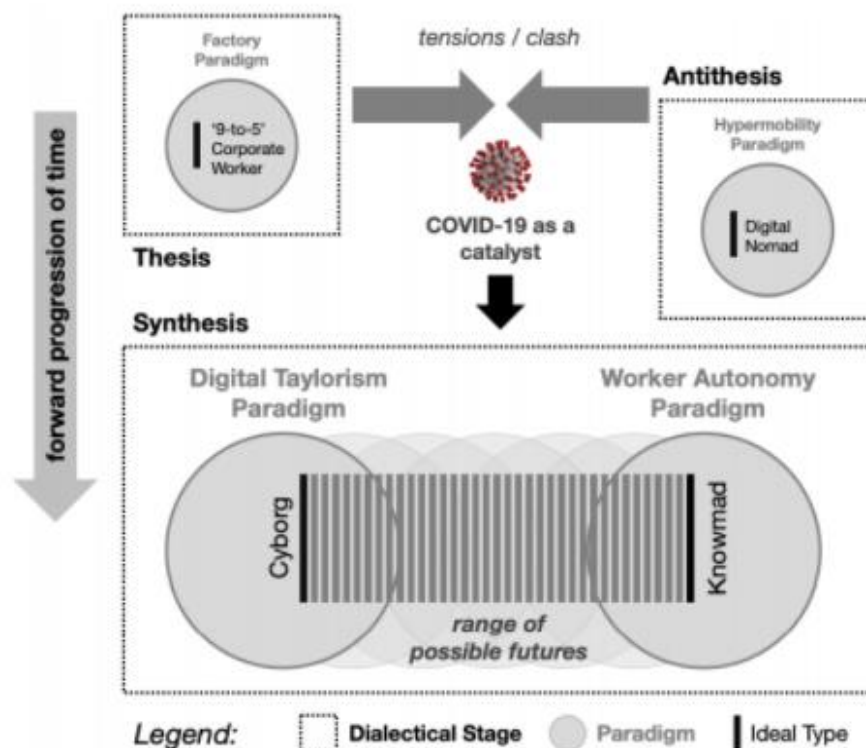 Factory
Paradigm
'9-to-5'
Corporate
Worker
Thesis
tensions / clash
Antithesis
Hypermobility
Paradigm
Digital
Nomad
COVID-19 as a
catalyst
forward progression of time
Synthesis
Digital Taylorism
Paradigm
Worker Autonomy
Paradigm
Cyborg
Knowmad
range of
possible futures
Legend:
Dialectical Stage
Paradigm
Ideal Type